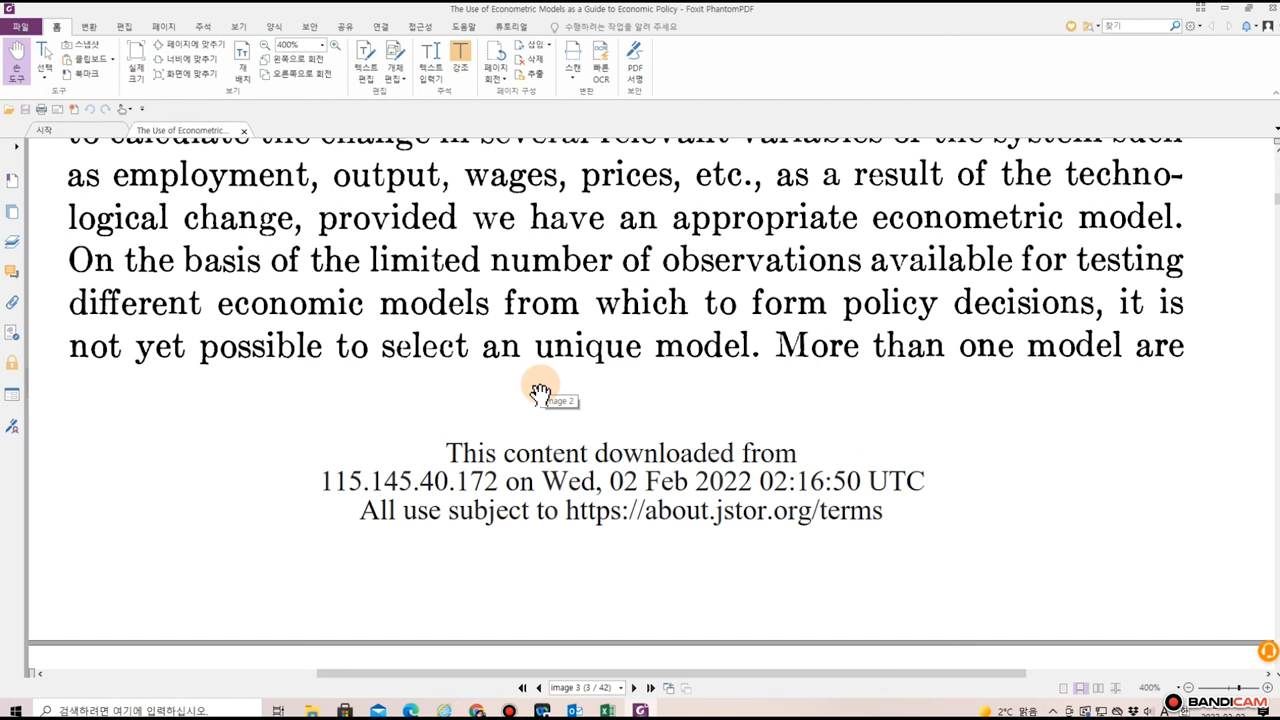 The Use of Econometric Models as a Guide to Economic Policy - Foxit PhantomPDF
파일 홈 변환 편집 페이지 주석 보기 양식 보안 공유 연결 접근성 도움말 튜토리얼 수행하려는 작업을 알려 주세요 찾기
손 도구
선택
스냅샷
클립보드
북마크
도구
실제 크기
페이지에 맞추기
너비에 맞추기
화면에 맞추기
재 배치
400%
왼쪽으로 회전
오른쪽으로 회전
보기
텍스트 편집
개체 편집
편집
텍스트 입력기
강조
주석
페이지 회전
삽입
삭제
추출
페이지 구성
스캔
빠른 OCR
변환
PDF 서명
보안
시작 The Use of Econometric...
to calculate the change in several relevant variables of the system such
as employment, output, wages, prices, etc., as a result of the techno-
logical change, provided we have an appropriate econometric model.
On the basis of the limited number of observations available for testing
different economic models from which to form policy decisions, it is
not yet possible to select an unique model. More than one model are
image 2
This content downloaded from
115.145.40.172 on Wed, 02 Feb 2022 02:16:50 UTC
All use subject to https://about.jstor.org/terms
image 3 (3 / 42) 400%
검색하려면 여기에 입력하십시오. 2°C 맑음
BANDICAM